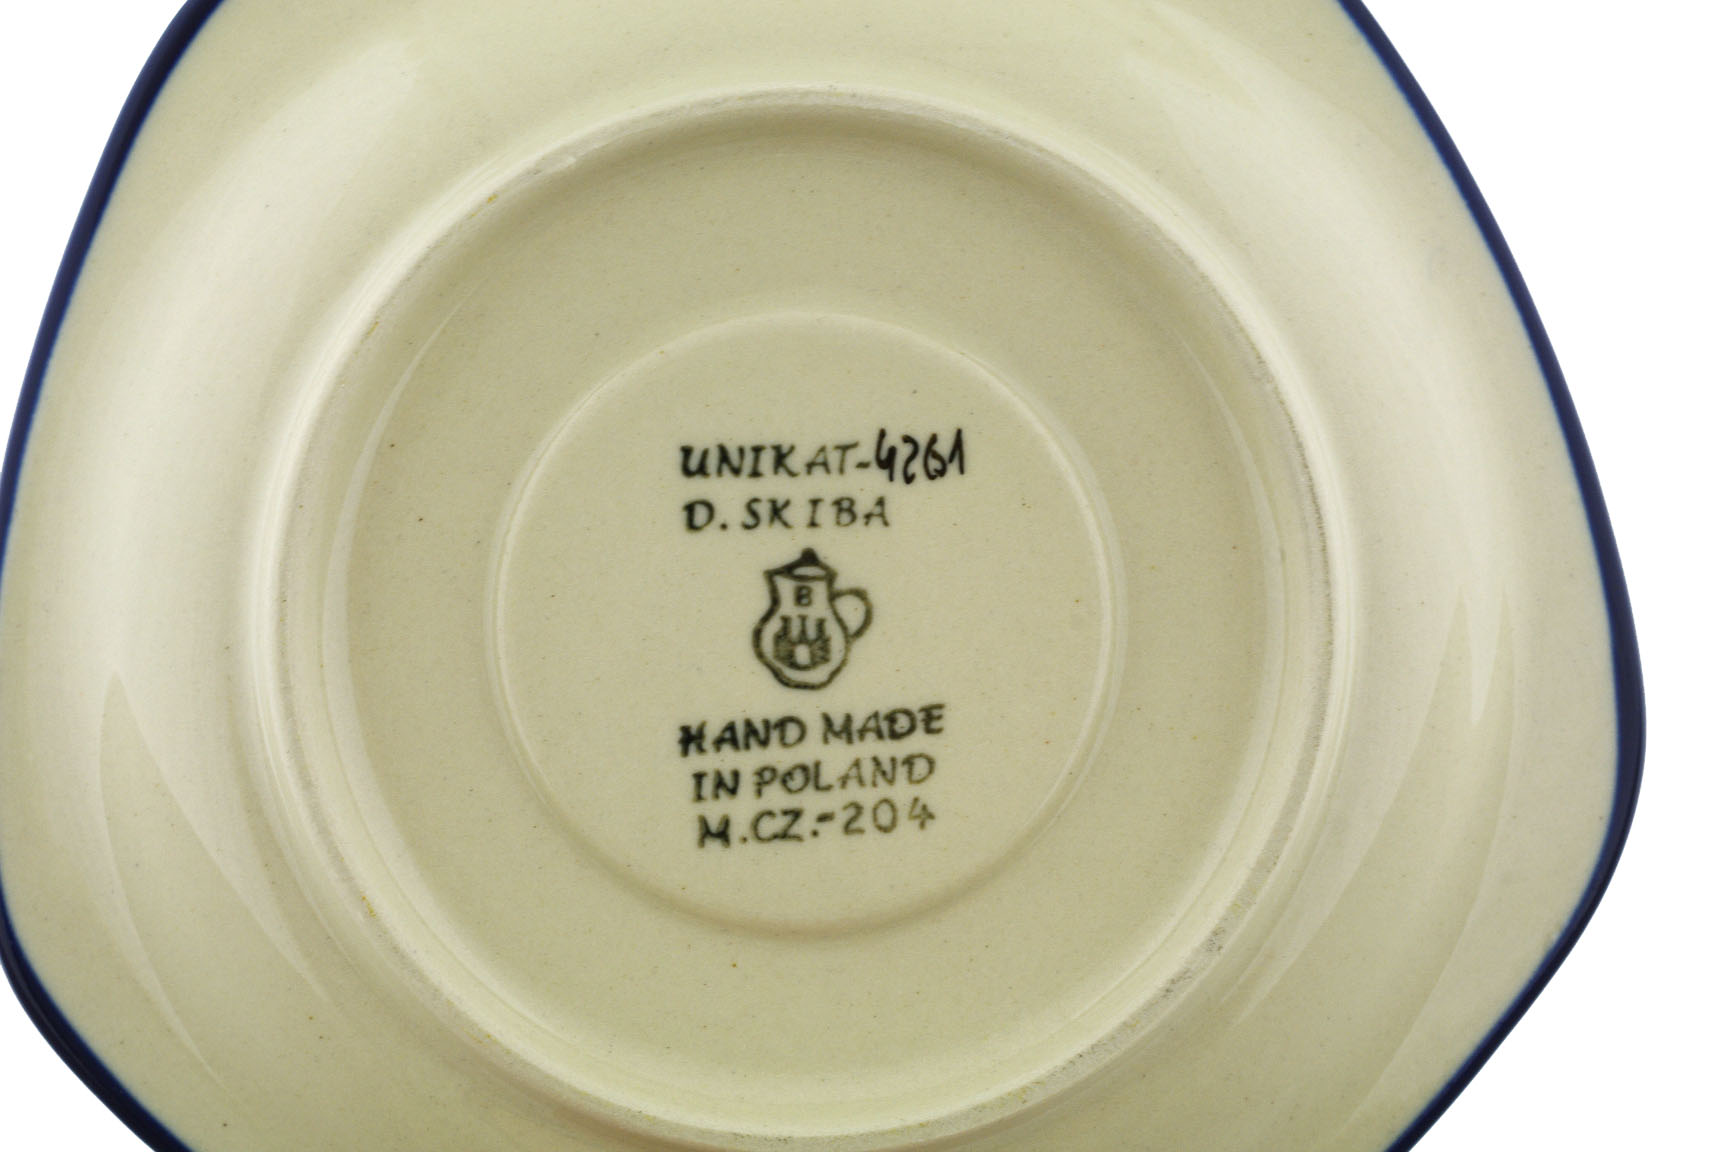 UNIKAT-4261
D. SKIBA
B
HAND MADE
IN POLAND
M.CZ.-204